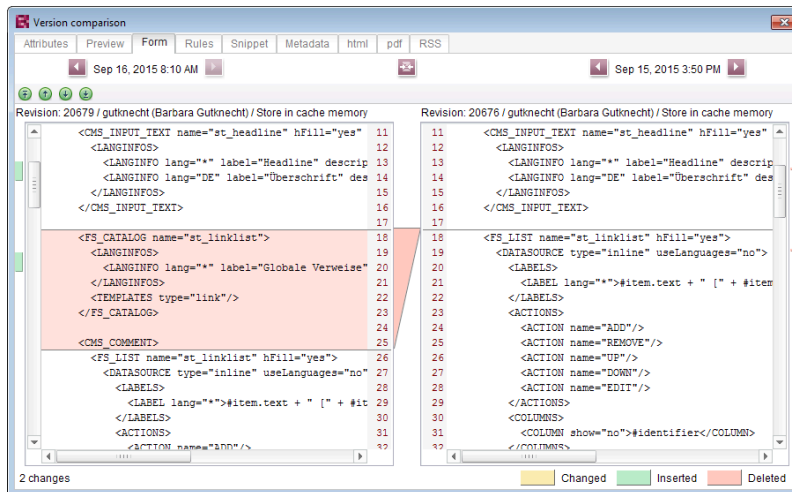 Version comparison
Attributes Preview Form Rules Snippet Metadata html pdf RSS
Sep 16, 2015 8:10 AM
Sep 15, 2015 3:50 PM
Revision: 20679 / gutknecht (Barbara Gutknecht) / Store in cache memory
<CMS_INPUT_TEXT name="st_headline" hFill="yes" 11
<LANGINFOS> 12
<LANGINFO lang="*" label="Headline" descrip 13
<LANGINFO lang="DE" label="Überschrift" des 14
</LANGINFOS> 15
</CMS_INPUT_TEXT> 16
17
<FS_CATALOG name="st_linklist"> 18
<LANGINFOS> 19
<LANGINFO lang="*" label="Globale Verweise" 20
</LANGINFOS> 21
<TEMPLATES type="link"/> 22
</FS_CATALOG> 23
24
<CMS_COMMENT> 25
<FS_LIST name="st_linklist" hFill="yes"> 26
<DATASOURCE type="inline" useLanguages="no" 27
<LABELS> 28
<LABEL lang="*">#item.text + " [" + #it 29
</LABELS> 30
<ACTIONS> 31
<ACTION name="ADD"/> 32
Revision: 20676 / gutknecht (Barbara Gutknecht) / Store in cache memory
11 <CMS_INPUT_TEXT name="st_headline" hFill="yes"
12 <LANGINFOS>
13 <LANGINFO lang="*" label="Headline" descrip
14 <LANGINFO lang="DE" label="Überschrift" des
15 </LANGINFOS>
16 </CMS_INPUT_TEXT>
17
18 <FS_LIST name="st_linklist" hFill="yes">
19 <DATASOURCE type="inline" useLanguages="no">
20 <LABELS>
21 <LABEL lang="*">#item.text + " [" + #item
22 </LABELS>
23 <ACTIONS>
24 <ACTION name="ADD"/>
25 <ACTION name="REMOVE"/>
26 <ACTION name="UP"/>
27 <ACTION name="DOWN"/>
28 <ACTION name="EDIT"/>
29 </ACTIONS>
30 <COLUMNS>
31 <COLUMN show="no">#identifier</COLUMN>
32 </COLUMNS>
2 changes
Changed Inserted Deleted